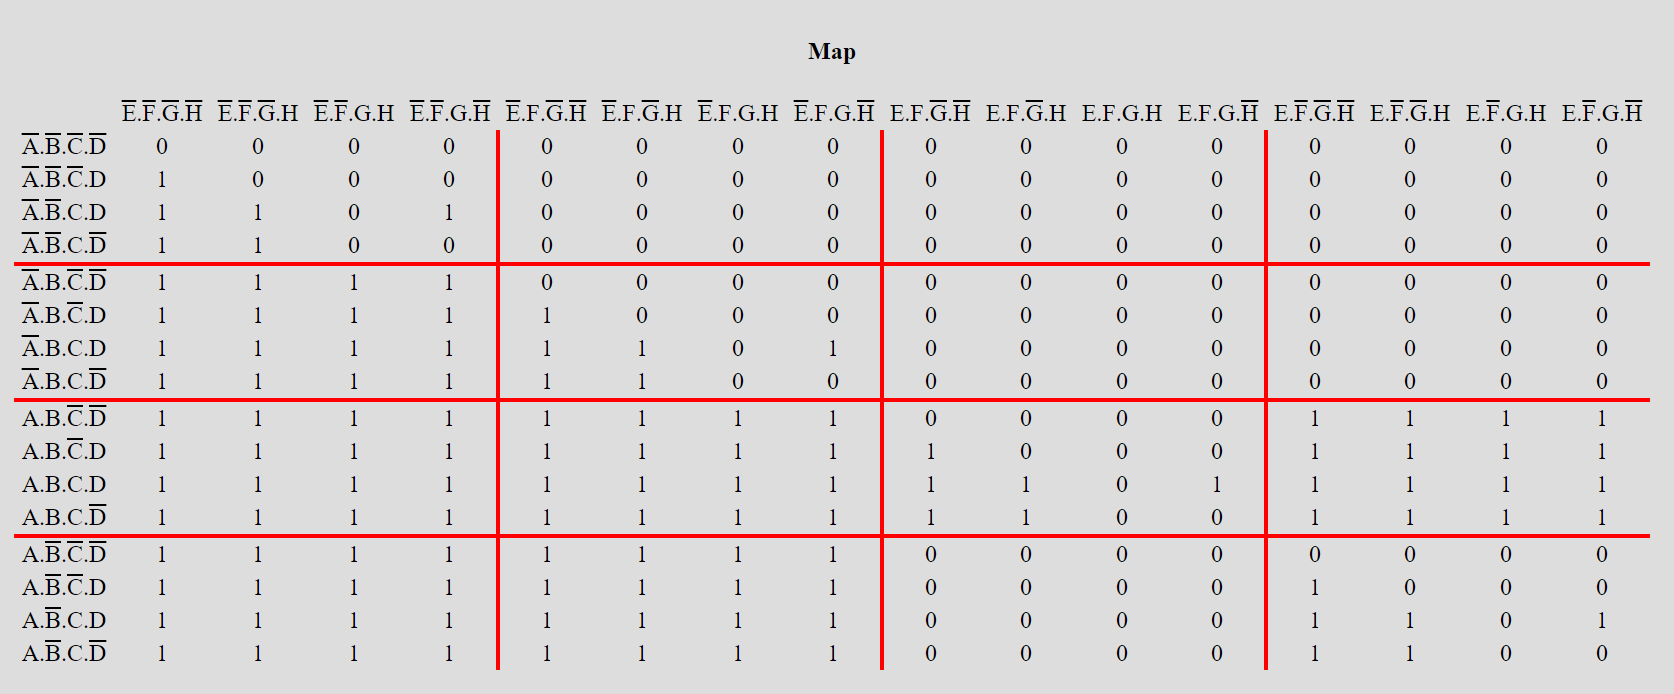 Map
E̅.F̅.G̅.H̅ E̅.F̅.G̅.H E̅.F̅.G.H E̅.F̅.G.H̅ E̅.F.G̅.H̅ E̅.F.G̅.H E̅.F.G.H E̅.F.G.H̅ E.F.G̅.H̅ E.F.G̅.H E.F.G.H E.F.G.H̅ E.F̅.G̅.H̅ E.F̅.G̅.H E.F̅.G.H E.F̅.G.H̅
A̅.B̅.C̅.D̅ 0 0 0 0 0 0 0 0 0 0 0 0 0 0 0 0
A̅.B̅.C̅.D 1 0 0 0 0 0 0 0 0 0 0 0 0 0 0 0
A̅.B̅.C.D 1 1 0 1 0 0 0 0 0 0 0 0 0 0 0 0
A̅.B̅.C.D̅ 1 1 0 0 0 0 0 0 0 0 0 0 0 0 0 0
A̅.B.C̅.D̅ 1 1 1 1 0 0 0 0 0 0 0 0 0 0 0 0
A̅.B.C̅.D 1 1 1 1 1 0 0 0 0 0 0 0 0 0 0 0
A̅.B.C.D 1 1 1 1 1 1 0 1 0 0 0 0 0 0 0 0
A̅.B.C.D̅ 1 1 1 1 1 1 0 0 0 0 0 0 0 0 0 0
A.B.C̅.D̅ 1 1 1 1 1 1 1 1 0 0 0 0 1 1 1 1
A.B.C̅.D 1 1 1 1 1 1 1 1 1 0 0 0 1 1 1 1
A.B.C.D 1 1 1 1 1 1 1 1 1 1 0 1 1 1 1 1
A.B.C.D̅ 1 1 1 1 1 1 1 1 1 1 0 0 1 1 1 1
A.B̅.C̅.D̅ 1 1 1 1 1 1 1 1 0 0 0 0 0 0 0 0
A.B̅.C̅.D 1 1 1 1 1 1 1 1 0 0 0 0 1 0 0 0
A.B̅.C.D 1 1 1 1 1 1 1 1 0 0 0 0 1 1 0 1
A.B̅.C.D̅ 1 1 1 1 1 1 1 1 0 0 0 0 1 1 0 0